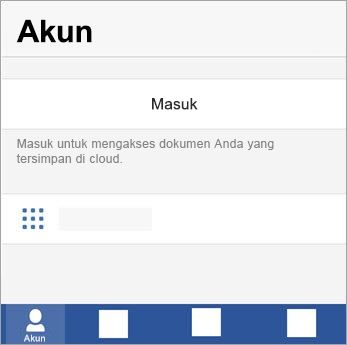 Akun
Masuk
Masuk untuk mengakses dokumen Anda yang
tersimpan di cloud.
Akun